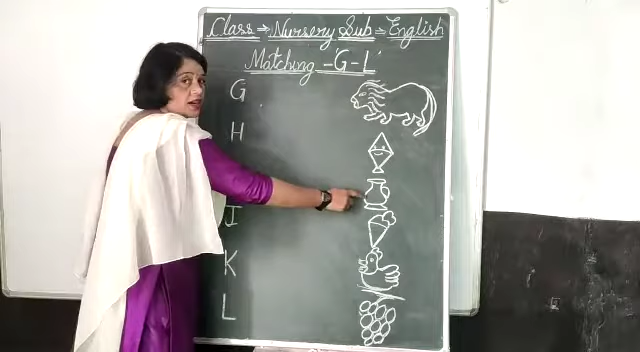 Class → Nursery Sub → English
Matching - 'G-L'
G
H
J
K
L